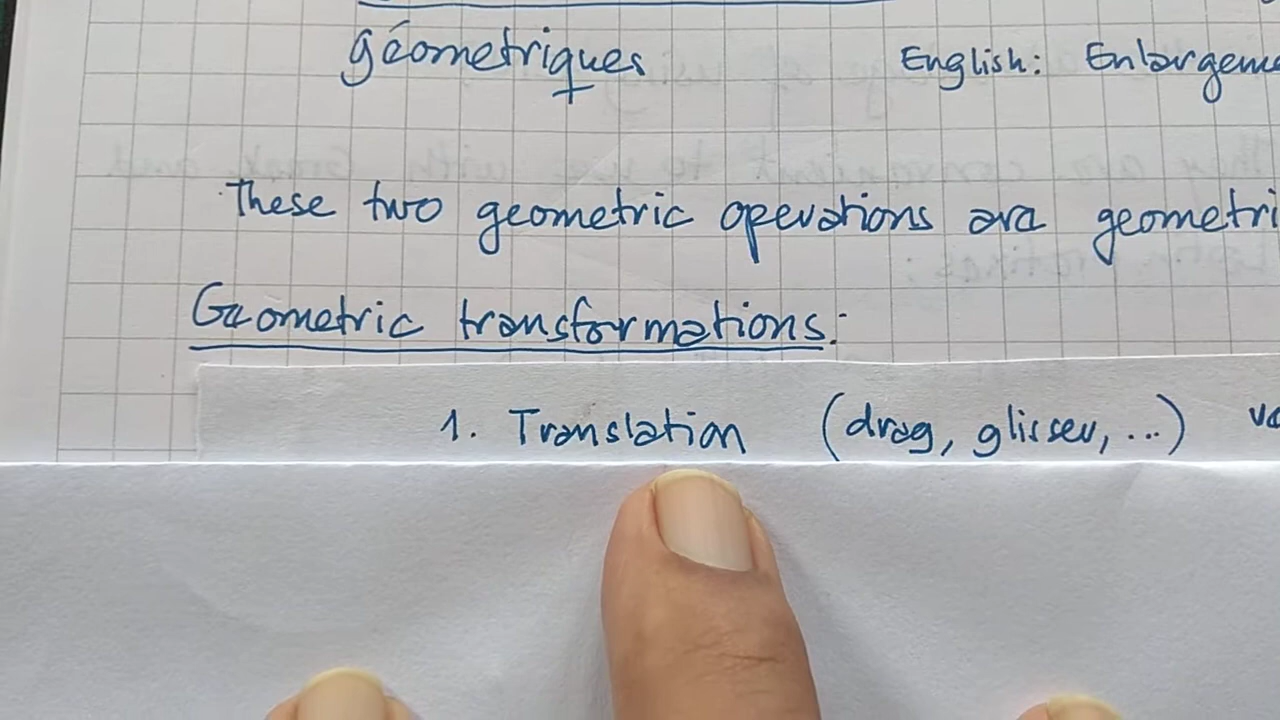 géometriques English: Enlargeme
These two geometric operations are geometri
Geometric transformations:
1. Translation (drag, glisser, ...)